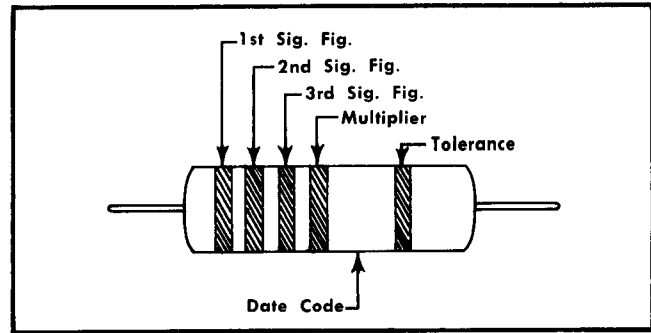 1st Sig. Fig.
2nd Sig. Fig.
3rd Sig. Fig.
Multiplier
Tolerance
Date Code